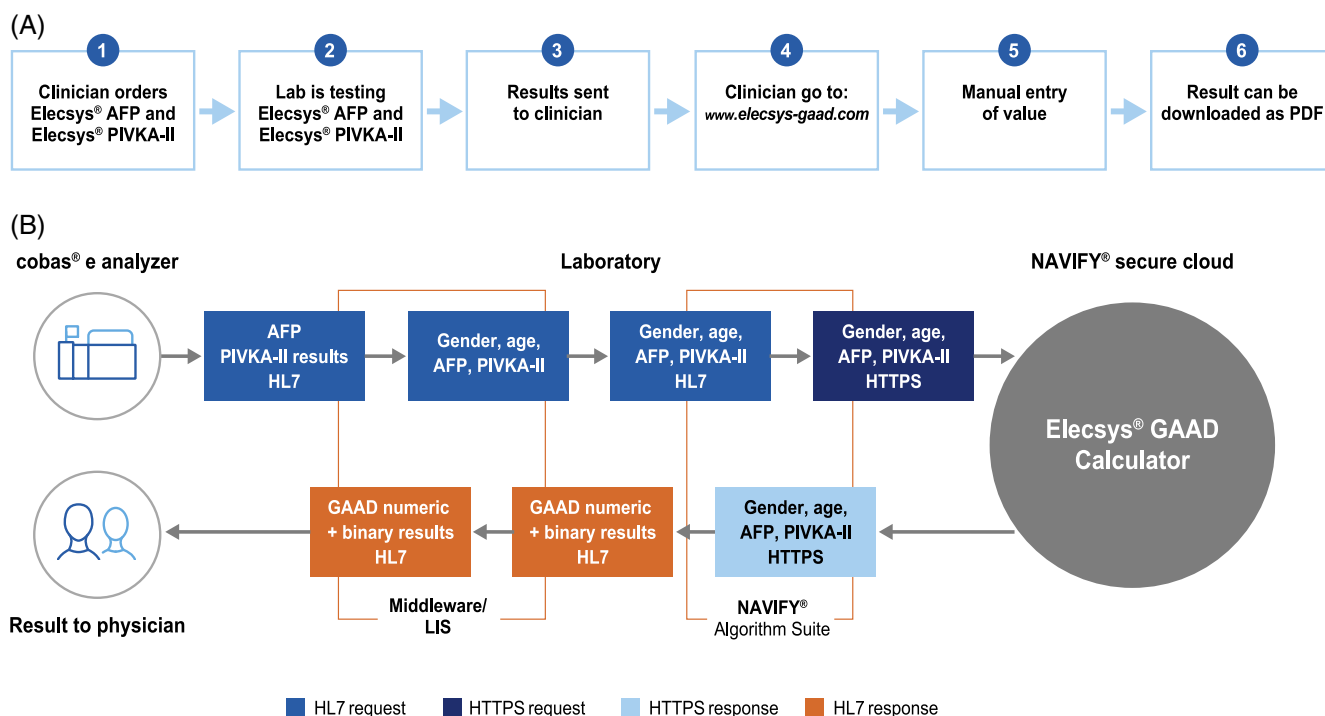 (A)
1
Clinician orders
Elecsys® AFP and
Elecsys® PIVKA-II
2
Lab is testing
Elecsys® AFP and
Elecsys® PIVKA-II
3
Results sent
to clinician
4
Clinician go to:
www.elecsys-gaad.com
5
Manual entry
of value
6
Result can be
downloaded as PDF
(B)
cobas® e analyzer
Laboratory
NAVIFY® secure cloud
AFP
PIVKA-II results
HL7
Gender, age,
AFP, PIVKA-II
Gender, age,
AFP, PIVKA-II
HL7
Gender, age,
AFP, PIVKA-II
HTTPS
Elecsys® GAAD
Calculator
GAAD numeric
+ binary results
HL7
GAAD numeric
+ binary results
HL7
Gender, age,
AFP, PIVKA-II
HTTPS
Result to physician
Middleware/
LIS
NAVIFY®
Algorithm Suite
HL7 request
HTTPS request
HTTPS response
HL7 response